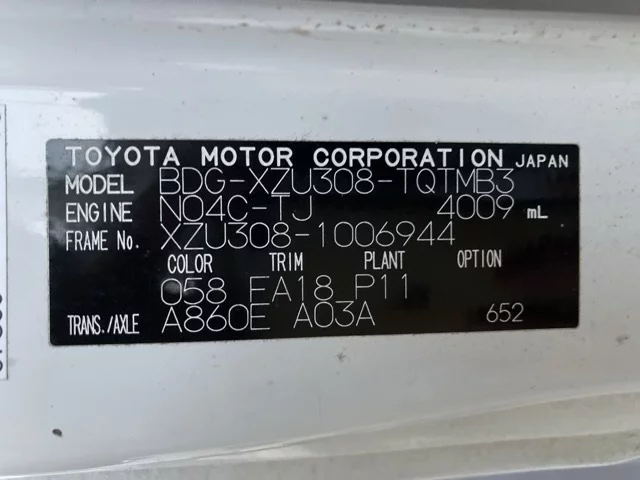 TOYOTA MOTOR CORPORATION JAPAN
MODEL BDG-XZU308-TQTMB3
ENGINE N04C-TJ 4009 mL
FRAME No. XZU308-1006944
COLOR TRIM PLANT OPTION
058 EA18 P11
TRANS./AXLE A860E A03A 652